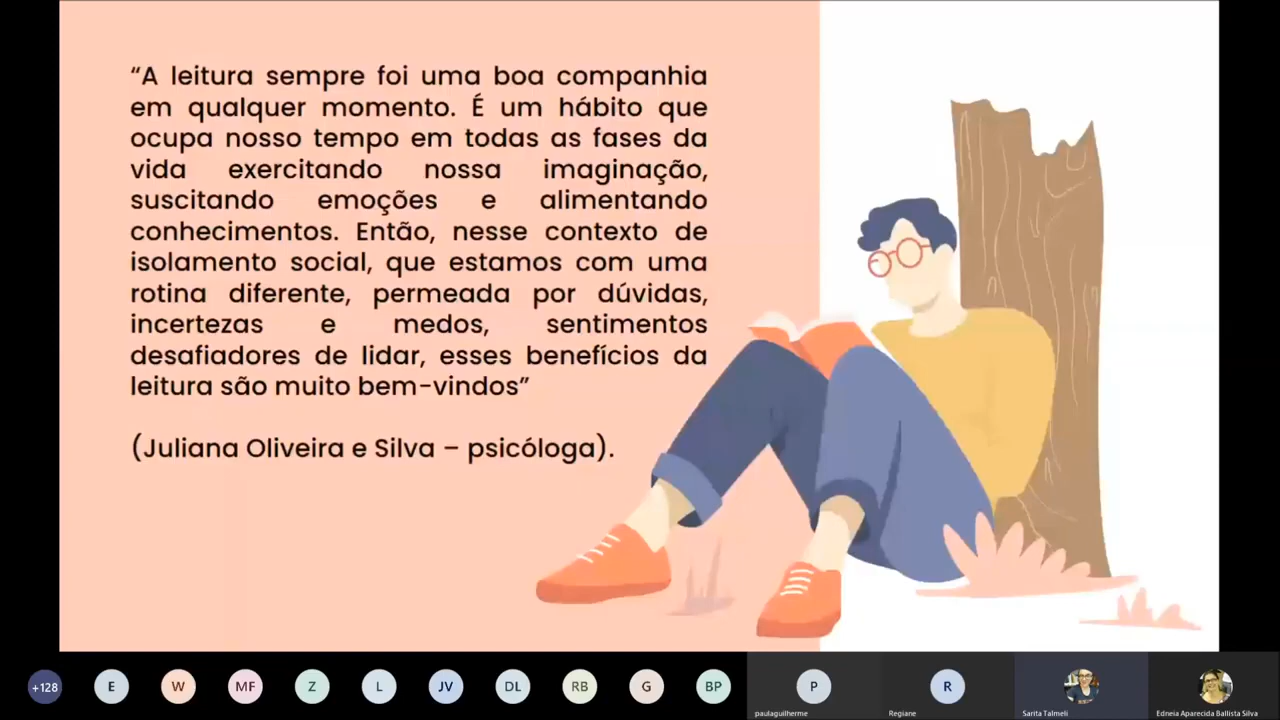 “A leitura sempre foi uma boa companhia
em qualquer momento. É um hábito que
ocupa nosso tempo em todas as fases da
vida exercitando nossa imaginação,
suscitando emoções e alimentando
conhecimentos. Então, nesse contexto de
isolamento social, que estamos com uma
rotina diferente, permeada por dúvidas,
incertezas e medos, sentimentos
desafiadores de lidar, esses benefícios da
leitura são muito bem-vindos”
(Juliana Oliveira e Silva – psicóloga).
+128 E W MF Z L JV DL RB G BP P R
paulaguilherme Regiane Sarita Talmeli Edneia Aparecida Ballista Silva